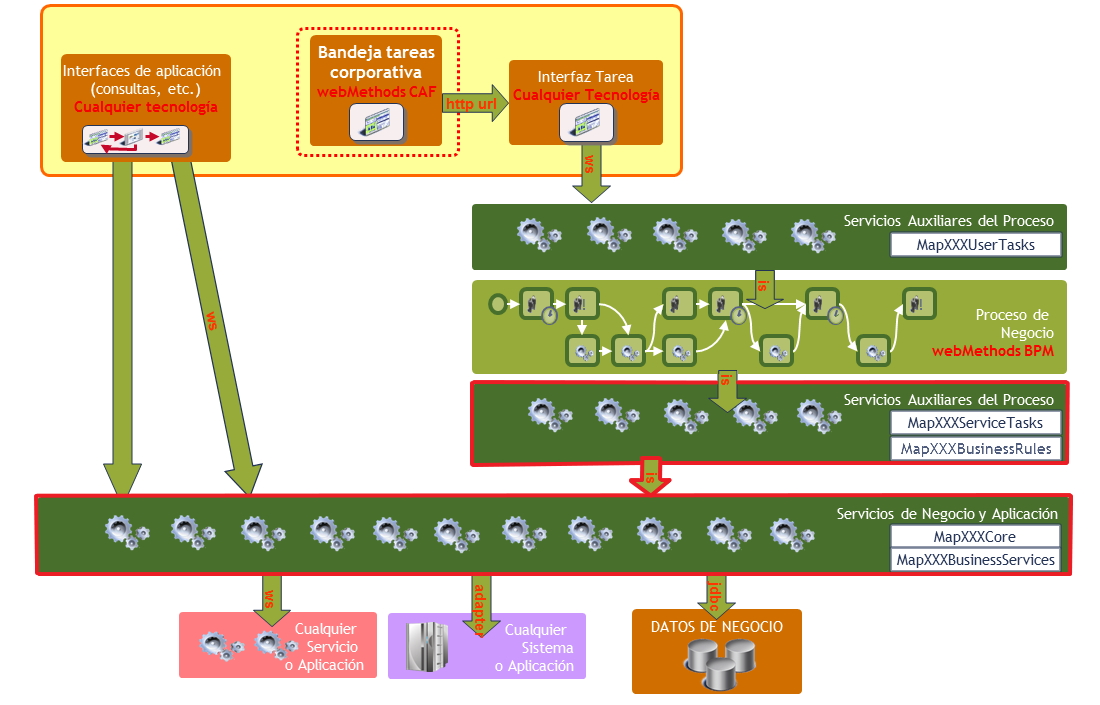 Interfaces de aplicación
(consultas, etc.)
Cualquier tecnología
Bandeja tareas
corporativa
webMethods CAF
http url
Interfaz Tarea
Cualquier Tecnología
ws
Servicios Auxiliares del Proceso
MapXXXUserTasks
is
Proceso de
Negocio
webMethods BPM
is
Servicios Auxiliares del Proceso
MapXXXServiceTasks
MapXXXBusinessRules
ws
is
Servicios de Negocio y Aplicación
MapXXXCore
MapXXXBusinessServices
ws
adapter
jdbc
Cualquier
Servicio
o Aplicación
Cualquier
Sistema
o Aplicación
DATOS DE NEGOCIO